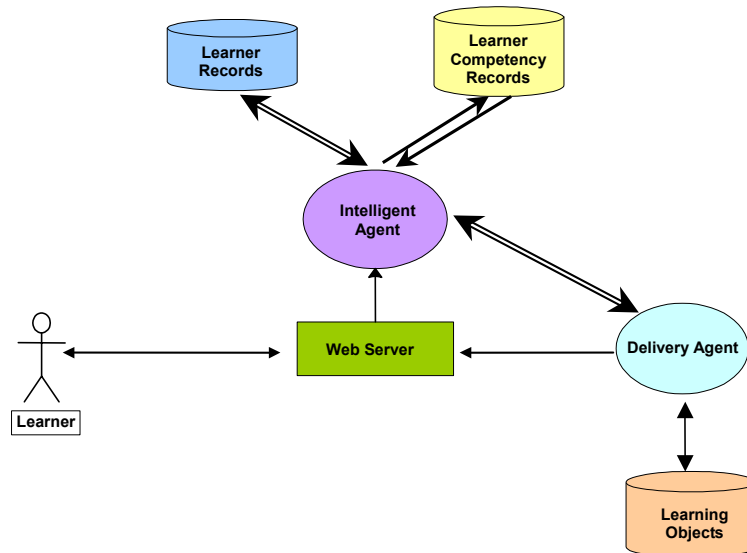 Learner
Records
Learner
Competency
Records
Intelligent
Agent
Web Server
Delivery Agent
Learner
Learning
Objects